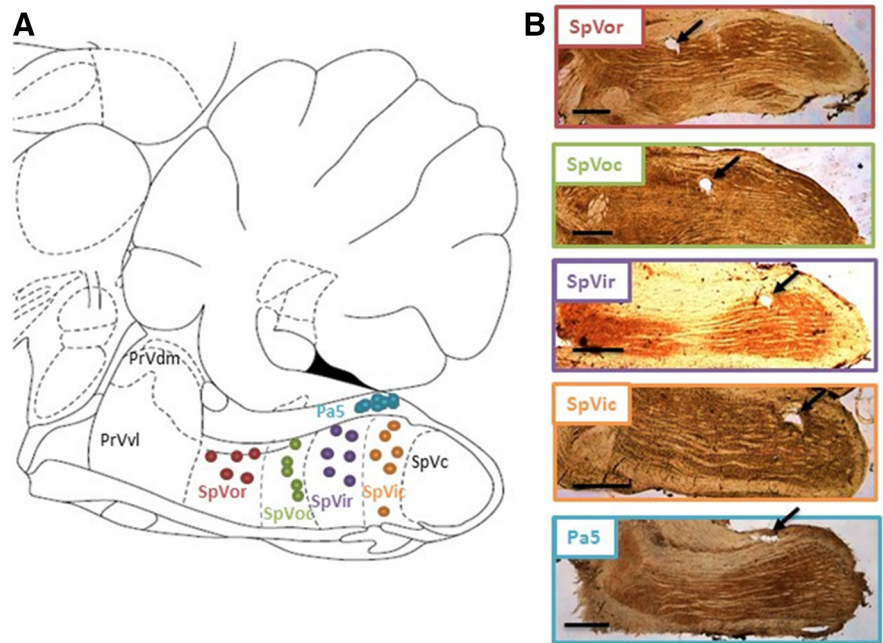 A
B
SpVor
SpVoc
SpVir
PrVdm
Pa5
PrVvl
SpVc
SpVor
SpVir
SpVic
SpVoc
SpVic
Pa5